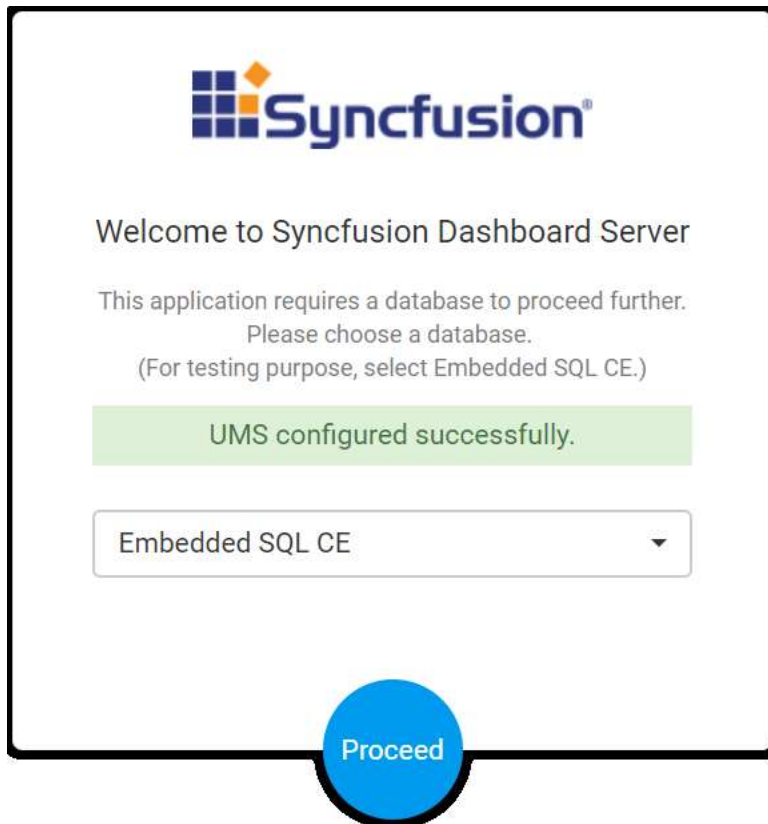 Syncfusion®
Welcome to Syncfusion Dashboard Server
This application requires a database to proceed further.
Please choose a database.
(For testing purpose, select Embedded SQL CE.)
UMS configured successfully.
Embedded SQL CE
Proceed